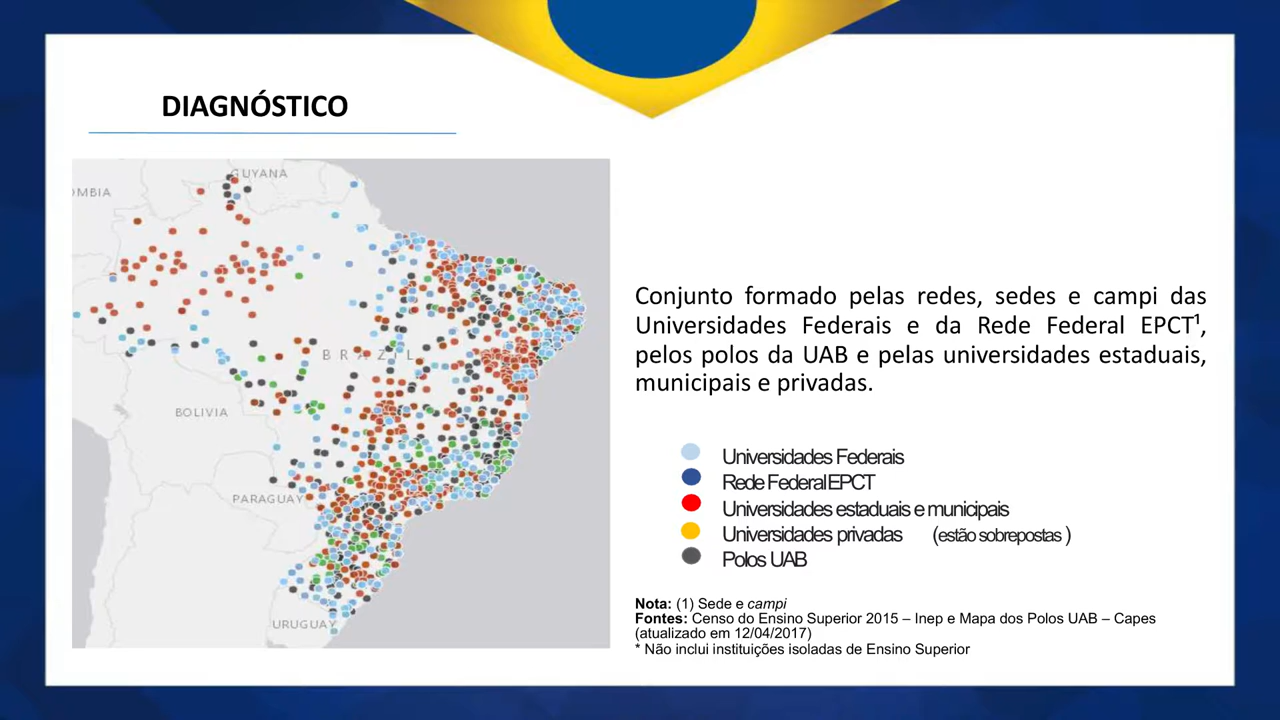 DIAGNÓSTICO
GUYANA
OMBIA
BRAZIL
BOLIVIA
PARAGUAY
URUGUAY
Conjunto formado pelas redes, sedes e campi das
Universidades Federais e da Rede Federal EPCT¹,
pelos polos da UAB e pelas universidades estaduais,
municipais e privadas.
Universidades Federais
Rede Federal EPCT
Universidades estaduais e municipais
Universidades privadas (estão sobrepostas )
Polos UAB
Nota: (1) Sede e campi
Fontes: Censo do Ensino Superior 2015 – Inep e Mapa dos Polos UAB – Capes
(atualizado em 12/04/2017)
* Não inclui instituições isoladas de Ensino Superior